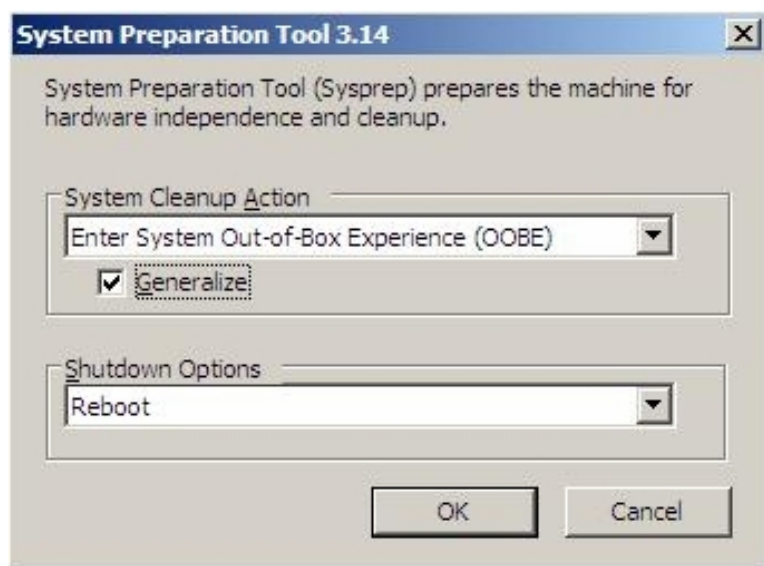 System Preparation Tool 3.14
System Preparation Tool (Sysprep) prepares the machine for
hardware independence and cleanup.
System Cleanup Action
Enter System Out-of-Box Experience (OOBE)
Generalize
Shutdown Options
Reboot
OK
Cancel